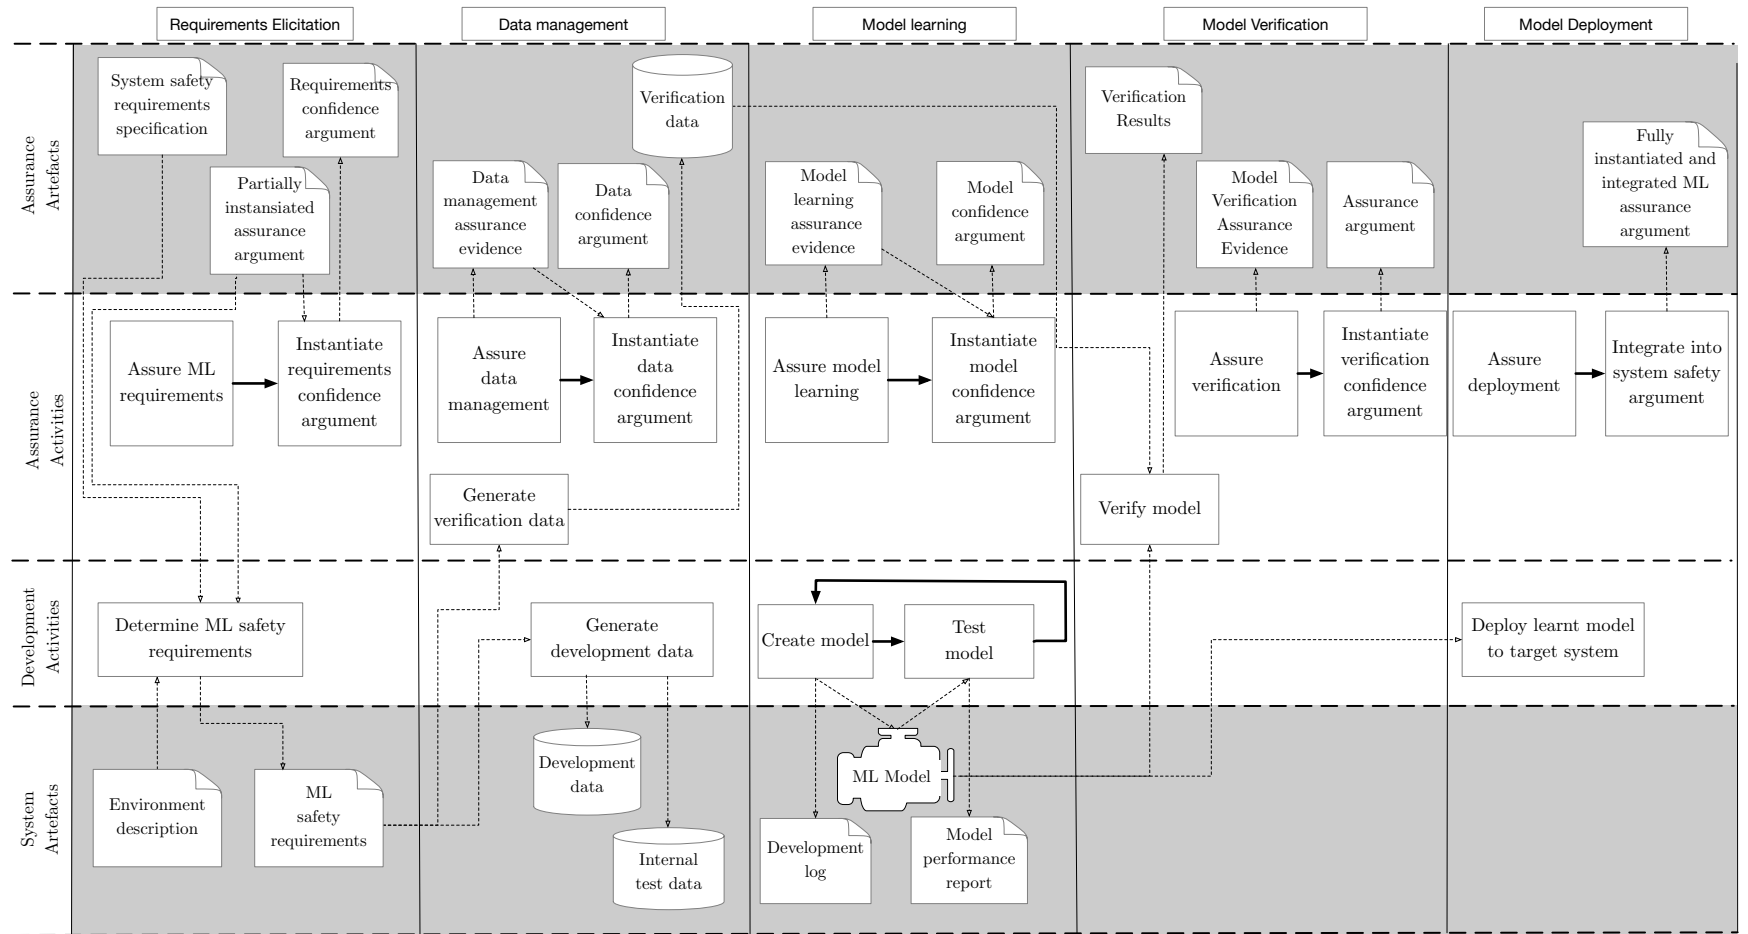 Requirements Elicitation
Data management
Model learning
Model Verification
Model Deployment
Assurance
Artefacts
System safety
requirements
specification
Requirements
confidence
argument
Partially
instansiated
assurance
argument
Verification
data
Data
management
assurance
evidence
Data
confidence
argument
Model
learning
assurance
evidence
Model
confidence
argument
Verification
Results
Model
Verification
Assurance
Evidence
Assurance
argument
Fully
instantiated and
integrated ML
assurance
argument
Assurance
Activities
Assure ML
requirements
Instantiate
requirements
confidence
argument
Assure
data
management
Instantiate
data
confidence
argument
Generate
verification data
Assure model
learning
Instantiate
model
confidence
argument
Verify model
Assure
verification
Instantiate
verification
confidence
argument
Assure
deployment
Integrate into
system safety
argument
Development
Activities
Determine ML safety
requirements
Generate
development data
Create model
Test
model
Deploy learnt model
to target system
System
Artefacts
Environment
description
ML
safety
requirements
Development
data
Internal
test data
ML Model
Development
log
Model
performance
report